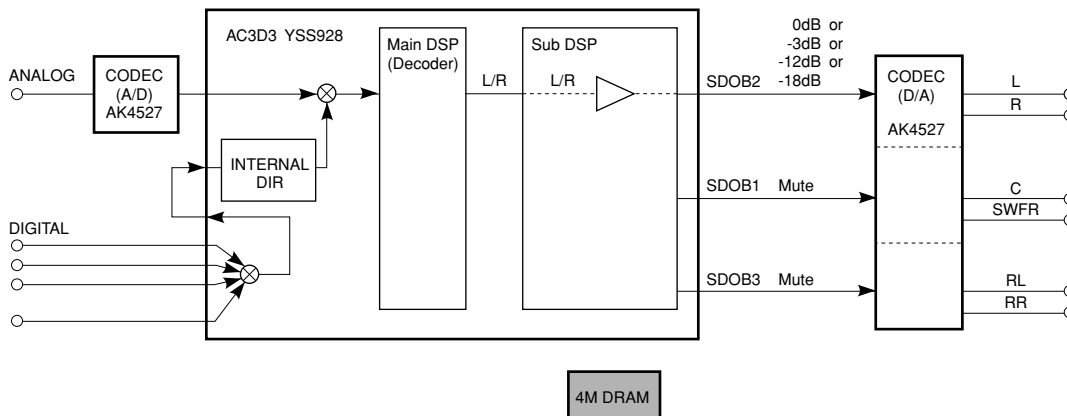 AC3D3 YSS928
ANALOG
CODEC
(A/D)
AK4527
Main DSP
(Decoder)
L/R
Sub DSP
L/R
0dB or
-3dB or
-12dB or
-18dB
SDOB2
CODEC
(D/A)
AK4527
L
R
INTERNAL
DIR
SDOB1 Mute
C
SWFR
DIGITAL
SDOB3 Mute
RL
RR
4M DRAM